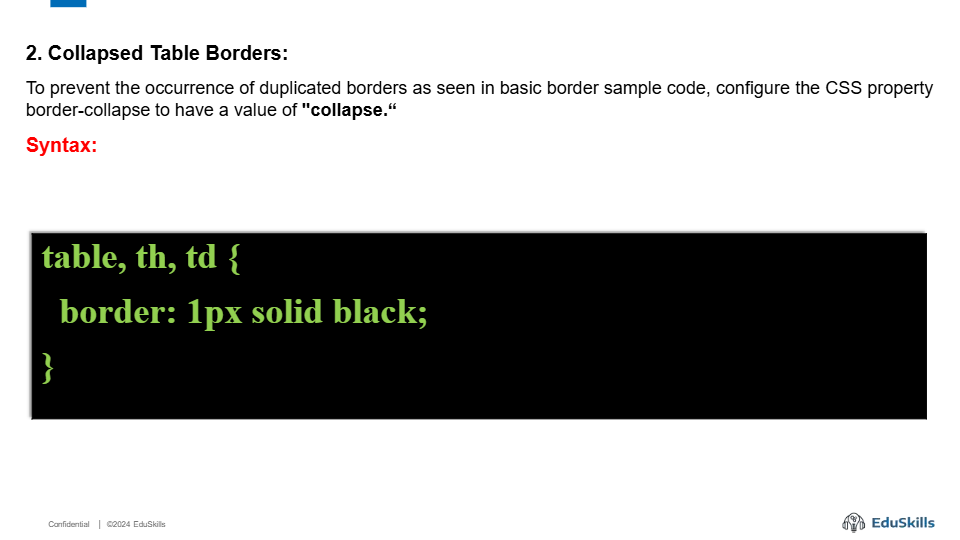 2. Collapsed Table Borders:
To prevent the occurrence of duplicated borders as seen in basic border sample code, configure the CSS property
border-collapse to have a value of "collapse.“
Syntax:
table, th, td {
border: 1px solid black;
}
Confidential | ©2024 EduSkills
EduSkills